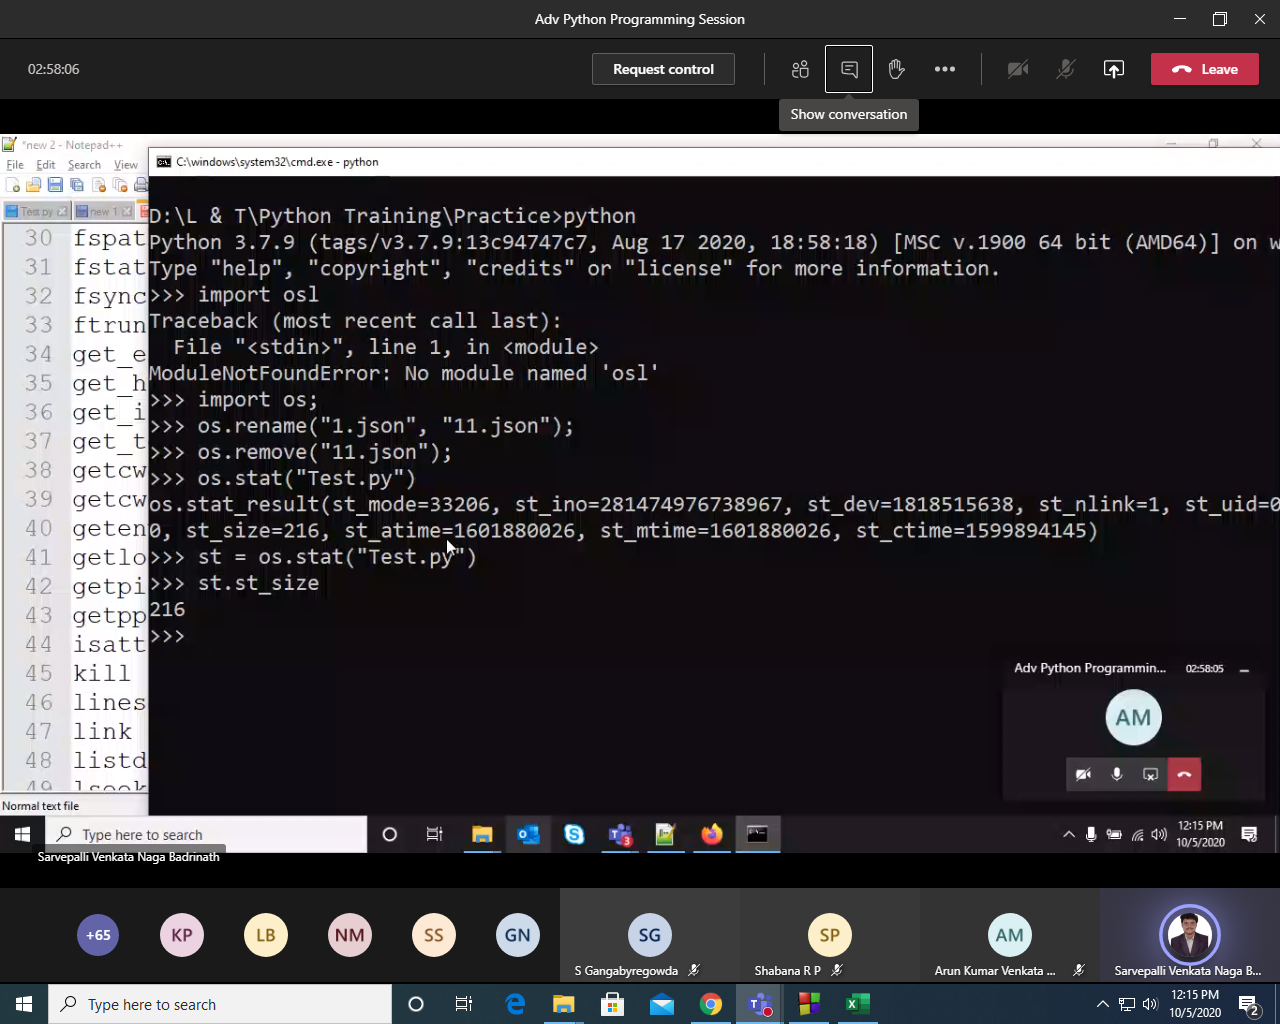 Adv Python Programming Session
02:58:06
Request control
Leave
Show conversation
*new 2 - Notepad++
File Edit Search View
C:\windows\system32\cmd.exe - python
Test.py new 1
D:\L & T\Python Training\Practice>python
Python 3.7.9 (tags/v3.7.9:13c94747c7, Aug 17 2020, 18:58:18) [MSC v.1900 64 bit (AMD64)] on w
Type "help", "copyright", "credits" or "license" for more information.
>>> import osl
Traceback (most recent call last):
File "<stdin>", line 1, in <module>
ModuleNotFoundError: No module named 'osl'
>>> import os;
>>> os.rename("1.json", "11.json");
>>> os.remove("11.json");
>>> os.stat("Test.py")
os.stat_result(st_mode=33206, st_ino=281474976738967, st_dev=1818515638, st_nlink=1, st_uid=0
0, st_size=216, st_atime=1601880026, st_mtime=1601880026, st_ctime=1599894145)
>>> st = os.stat("Test.py")
>>> st.st_size
216
>>>
30 fspat
31 fstat
32 fsync
33 ftrun
34 get_e
35 get_h
36 get_i
37 get_t
38 getcw
39 getcw
40 geten
41 getlo
42 getpi
43 getpp
44 isatt
45 kill
46 lines
47 link
48 listd
49 lseek
Normal text file
Adv Python Programmin... 02:58:05
AM
Type here to search
3
12:15 PM
10/5/2020
Sarvepalli Venkata Naga Badrinath
+65
KP
LB
NM
SS
GN
SG
S Gangabyregowda
SP
Shabana R P
AM
Arun Kumar Venkata ...
Sarvepalli Venkata Naga B...
Type here to search
12:15 PM
10/5/2020
2